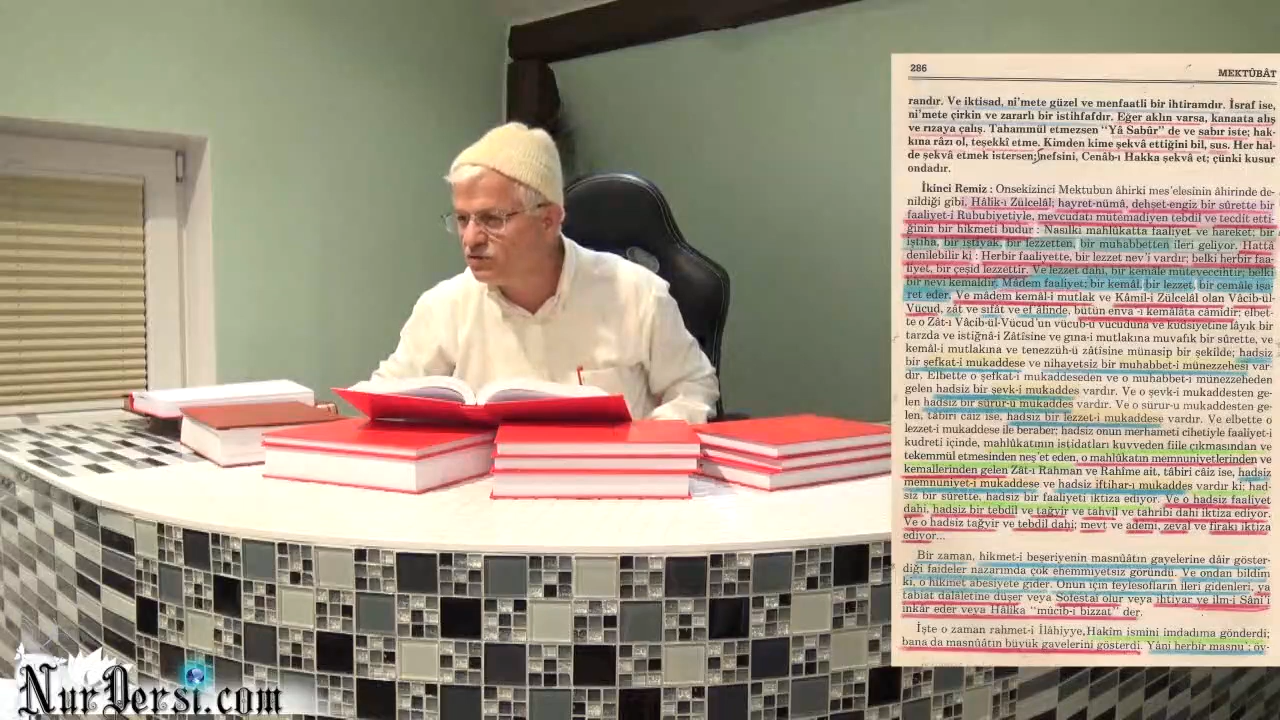 286
MEKTÛBÂT
randır. Ve iktisad, ni'mete güzel ve menfaatli bir ihtiramdır. İsraf ise,
ni'mete çirkin ve zararlı bir istihfafdır. Eğer aklın varsa, kanaata alış
ve rızaya çalış. Tahammül etmezsen "Yâ Sabûr" de ve sabır iste; hak-
kına râzı ol, teşekkî etme. Kimden kime şekvâ ettiğini bil, sus. Her hal-
de şekvâ etmek istersen; nefsini, Cenâb-ı Hakka şekvâ et; çünki kusur
ondadır.
İkinci Remiz : Onsekizinci Mektubun âhirki mes'elesinin âhirinde de-
nildiği gibi, Hâlik-ı Zülcelâl; hayret-nümâ, dehşet-engiz bir sûrette bir
faaliyet-i Rububiyetiyle, mevcudatı mütemadiyen tebdil ve tecdit etti-
ğinin bir hikmeti budur : Nasılki mahlûkatta faaliyet ve hareket; bir
iştiha, bir iştiyak, bir lezzetten, bir muhabbetten ileri geliyor. Hattâ
denilebilir ki : Herbir faaliyette, bir lezzet nev'i vardır; belki herbir faa-
liyet, bir çeşid lezzettir. Ve lezzet dahi, bir kemâle müteveccihtir; belki
bir nevi kemaldir. Mâdem faaliyet; bir kemâl, bir lezzet, bir cemâle işa-
ret eder. Ve mâdem kemâl-i mutlak ve Kâmil-i Zülcelâl olan Vâcib-ül-
Vücud, zât ve sıfât ve ef'âlinde, bütün enva'-ı kemâlâta câmidir; elbet-
te o Zât-ı Vâcib-ül-Vücud'un vücub-u vücuduna ve kudsiyetine lâyık bir
tarzda ve istiğnâ-i Zâtîsine ve gına-i mutlakına muvafık bir sûrette, ve
kemâl-i mutlakına ve tenezzüh-ü zâtîsine münasip bir şekilde; hadsiz
bir şefkat-i mukaddese ve nihayetsiz bir muhabbet-i münezzehesi var-
dır. Elbette o şefkat-i mukaddeseden ve o muhabbet-i münezzeheden
gelen hadsiz bir şevk-i mukaddes vardır. Ve o şevk-i mukaddesten ge-
len hadsiz bir sürur-u mukaddes vardır. Ve o sürur-u mukaddesten ge-
len, tâbiri câiz ise, hadsiz bir lezzet-i mukaddese vardır. Ve elbette o
lezzet-i mukaddese ile beraber; hadsiz onun merhameti cihetiyle faaliyet-i
kudreti içinde, mahlûkatının istidatları kuvveden fiile çıkmasından ve
tekemmül etmesinden neş'et eden, o mahlûkatın memnuniyetlerinden ve
kemallerinden gelen Zât-ı Rahman ve Rahîme ait, tâbiri câiz ise, hadsiz
memnuniyet-i mukaddese ve hadsiz iftihar-ı mukaddes vardır ki; had-
siz bir sûrette, hadsiz bir faaliyeti iktiza ediyor. Ve o hadsiz faaliyet
dahi, hadsiz bir tebdil ve tağyir ve tahvil ve tahribi dahi iktiza ediyor.
Ve o hadsiz tağyir ve tebdil dahi; mevt ve ademi, zeval ve firakı iktiza
ediyor...
Bir zaman, hikmet-i beşeriyenin masnûâtın gayelerine dâir göster-
diği faideler nazarımda çok ehemmiyetsiz göründü. Ve ondan bildim
ki, o hikmet abesiyete gider. Onun için feylesofların ileri gidenleri, ya
tabiat dalâletine düşer veya Sofestaî olur veya ihtiyar ve ilm-i Sâni'i
inkâr eder veya Hâlika "mûcib-i bizzat" der.
İşte o zaman rahmet-i İlâhiyye, Hakîm ismini imdadıma gönderdi;
bana da masnûâtın büyük gayelerini gösterdi. Yâni herbir masnu'; öy-
NurDersi.com